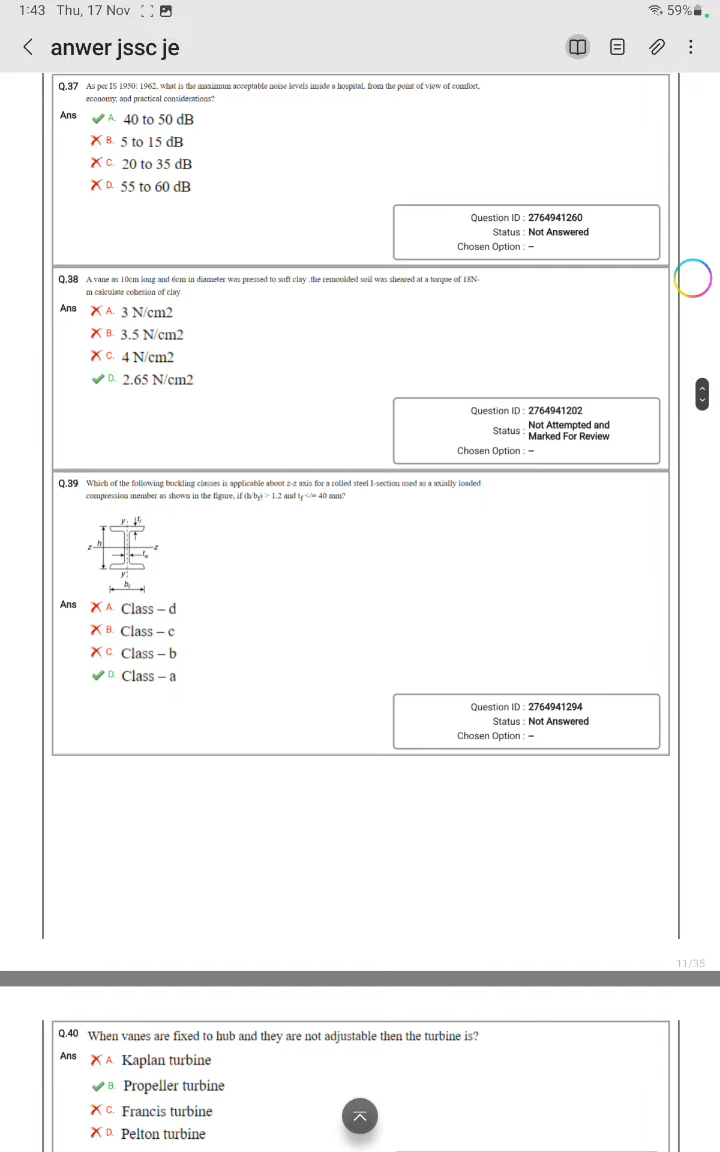 1:43 Thu, 17 Nov
59%
anwer jssc je
Q.37 As per IS 1950: 1962, what is the maximum acceptable noise levels inside a hospital, from the point of view of comfort,
economy, and practical considerations?
Ans A. 40 to 50 dB
B. 5 to 15 dB
C. 20 to 35 dB
D. 55 to 60 dB
Question ID : 2764941260
Status : Not Answered
Chosen Option : --
Q.38 A vane as 10cm long and 6cm in diameter was pressed to soft clay .the remoulded soil was sheared at a torque of 18N-
m calculate cohesion of clay
Ans A. 3 N/cm2
B. 3.5 N/cm2
C. 4 N/cm2
D. 2.65 N/cm2
Question ID : 2764941202
Status : Not Attempted and
Marked For Review
Chosen Option : --
Q.39 Which of the following buckling classes is applicable about z-z axis for a rolled steel I-section used as a axially loaded
compression member as shown in the figure, if (h/bf) > 1.2 and tf </= 40 mm?
y tf
h
z z
tw
y
bf
Ans A. Class – d
B. Class – c
C. Class – b
D. Class – a
Question ID : 2764941294
Status : Not Answered
Chosen Option : --
11/35
Q.40 When vanes are fixed to hub and they are not adjustable then the turbine is?
Ans A. Kaplan turbine
B. Propeller turbine
C. Francis turbine
D. Pelton turbine